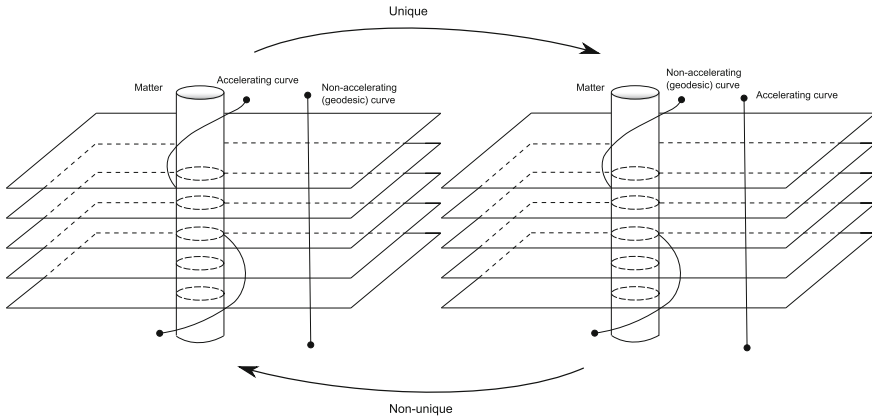 Unique
Matter
Accelerating curve
Non-accelerating
(geodesic) curve
Matter
Non-accelerating
(geodesic) curve
Accelerating curve
Non-unique